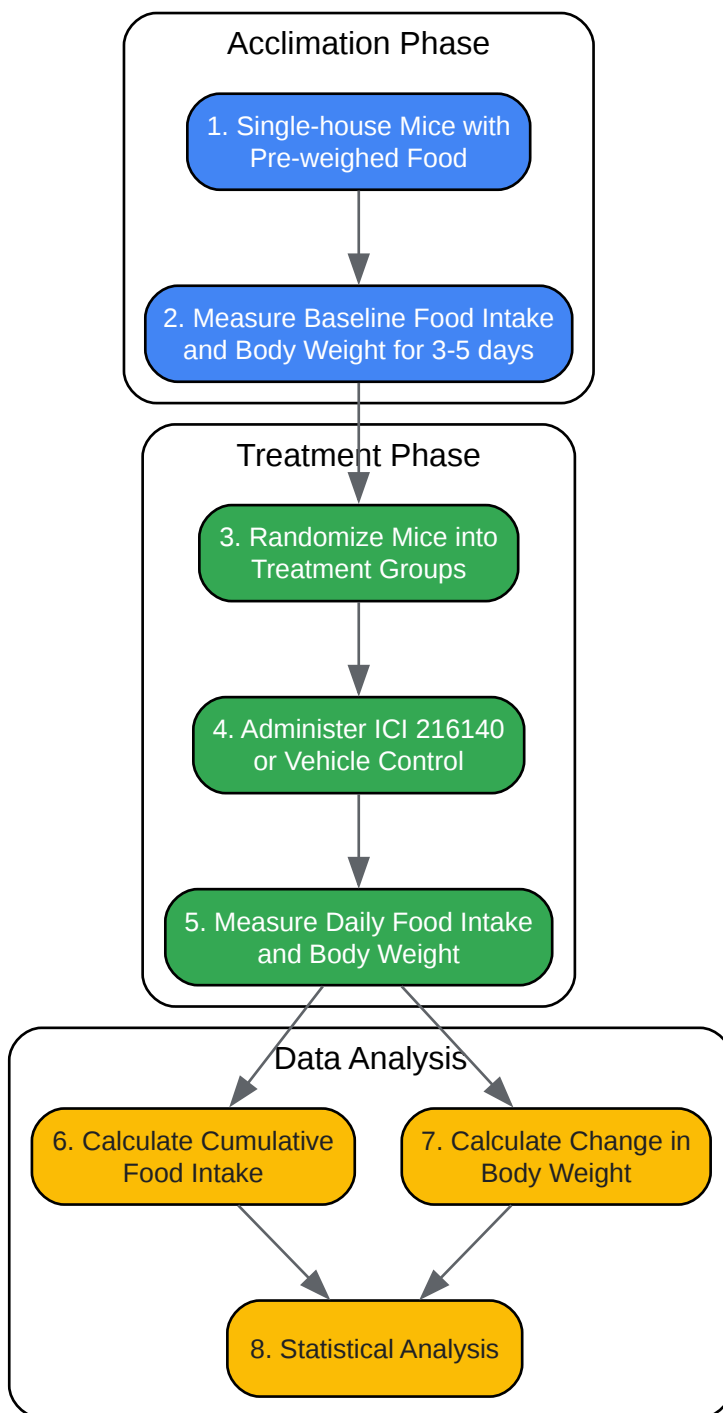 Acclimation Phase
1. Single-house Mice with
Pre-weighed Food
2. Measure Baseline Food Intake
and Body Weight for 3-5 days
Treatment Phase
3. Randomize Mice into
Treatment Groups
4. Administer ICI 216140
or Vehicle Control
5. Measure Daily Food Intake
and Body Weight
Data Analysis
6. Calculate Cumulative
Food Intake
7. Calculate Change in
Body Weight
8. Statistical Analysis